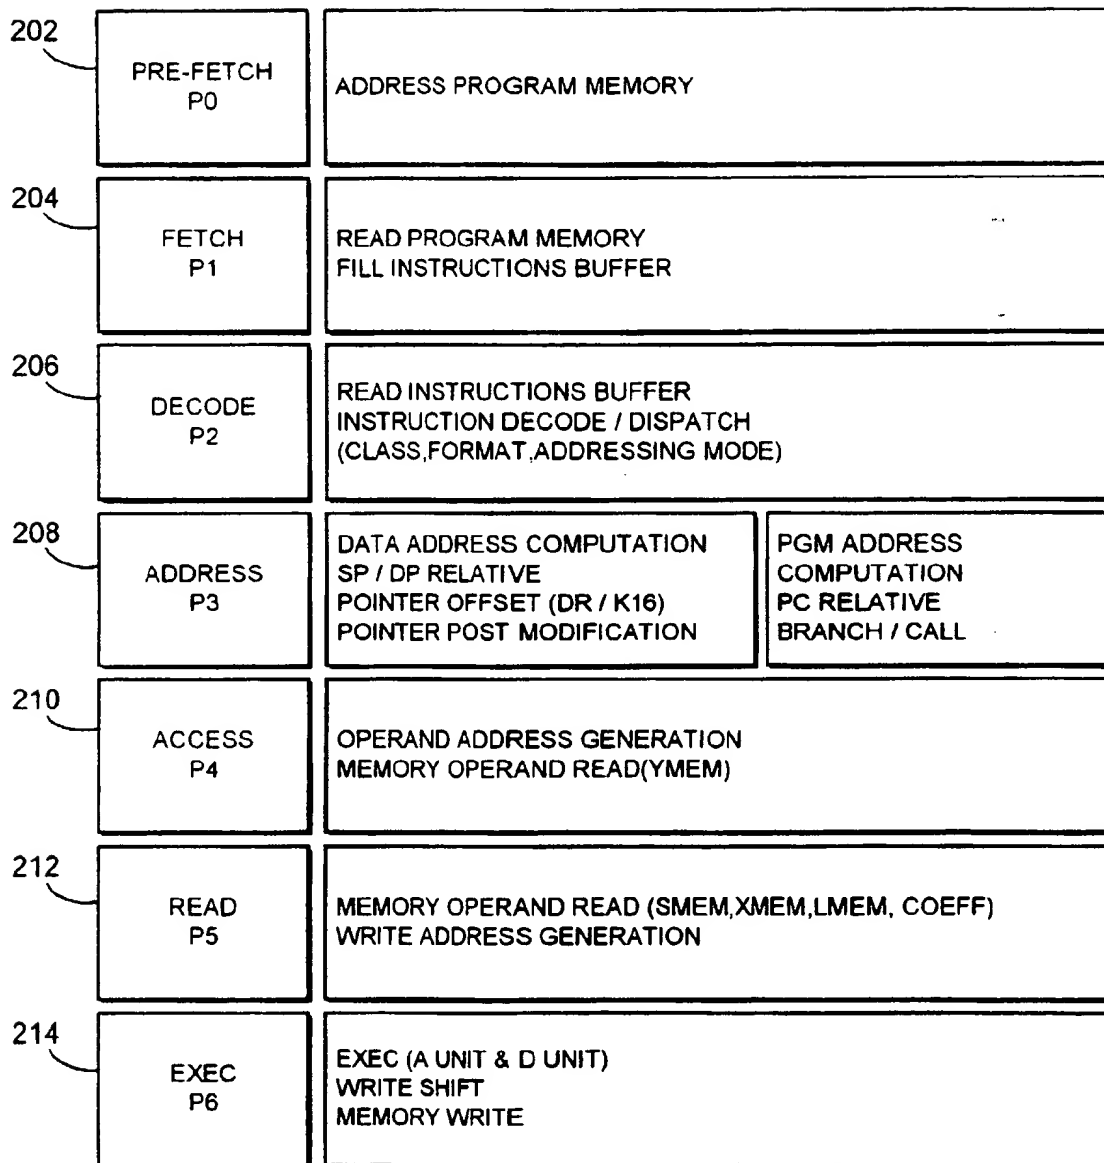 202
PRE-FETCH
P0
ADDRESS PROGRAM MEMORY
204
FETCH
P1
READ PROGRAM MEMORY
FILL INSTRUCTIONS BUFFER
206
DECODE
P2
READ INSTRUCTIONS BUFFER
INSTRUCTION DECODE / DISPATCH
(CLASS,FORMAT,ADDRESSING MODE)
208
ADDRESS
P3
DATA ADDRESS COMPUTATION
SP / DP RELATIVE
POINTER OFFSET (DR / K16)
POINTER POST MODIFICATION
PGM ADDRESS
COMPUTATION
PC RELATIVE
BRANCH / CALL
210
ACCESS
P4
OPERAND ADDRESS GENERATION
MEMORY OPERAND READ(YMEM)
212
READ
P5
MEMORY OPERAND READ (SMEM,XMEM,LMEM, COEFF)
WRITE ADDRESS GENERATION
214
EXEC
P6
EXEC (A UNIT & D UNIT)
WRITE SHIFT
MEMORY WRITE